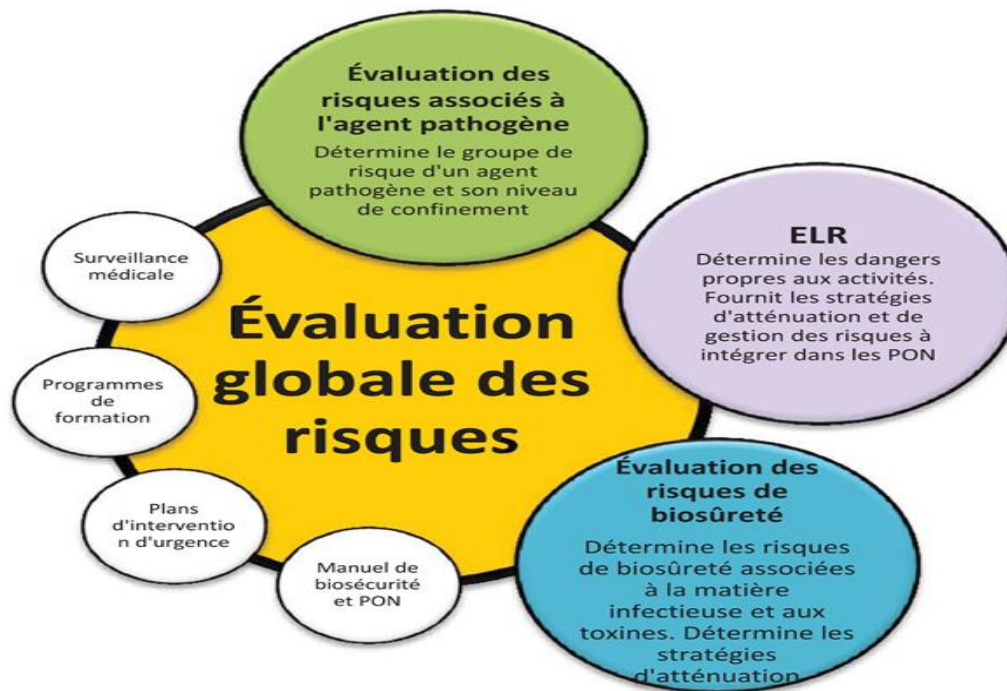 Évaluation des
risques associés à
l'agent pathogène
Détermine le groupe de
risque d'un agent
pathogène et son niveau
de confinement
ELR
Détermine les dangers
propres aux activités.
Fournit les stratégies
d'atténuation et de
gestion des risques à
intégrer dans les PON
Évaluation des
risques de
biosûreté
Détermine les risques
de biosûreté associées
à la matière
infectieuse et aux
toxines. Détermine les
stratégies
d'atténuation
Manuel de
biosécurité
et PON
Plans
d'interventio
n d'urgence
Programmes
de
formation
Surveillance
médicale
Évaluation
globale des
risques